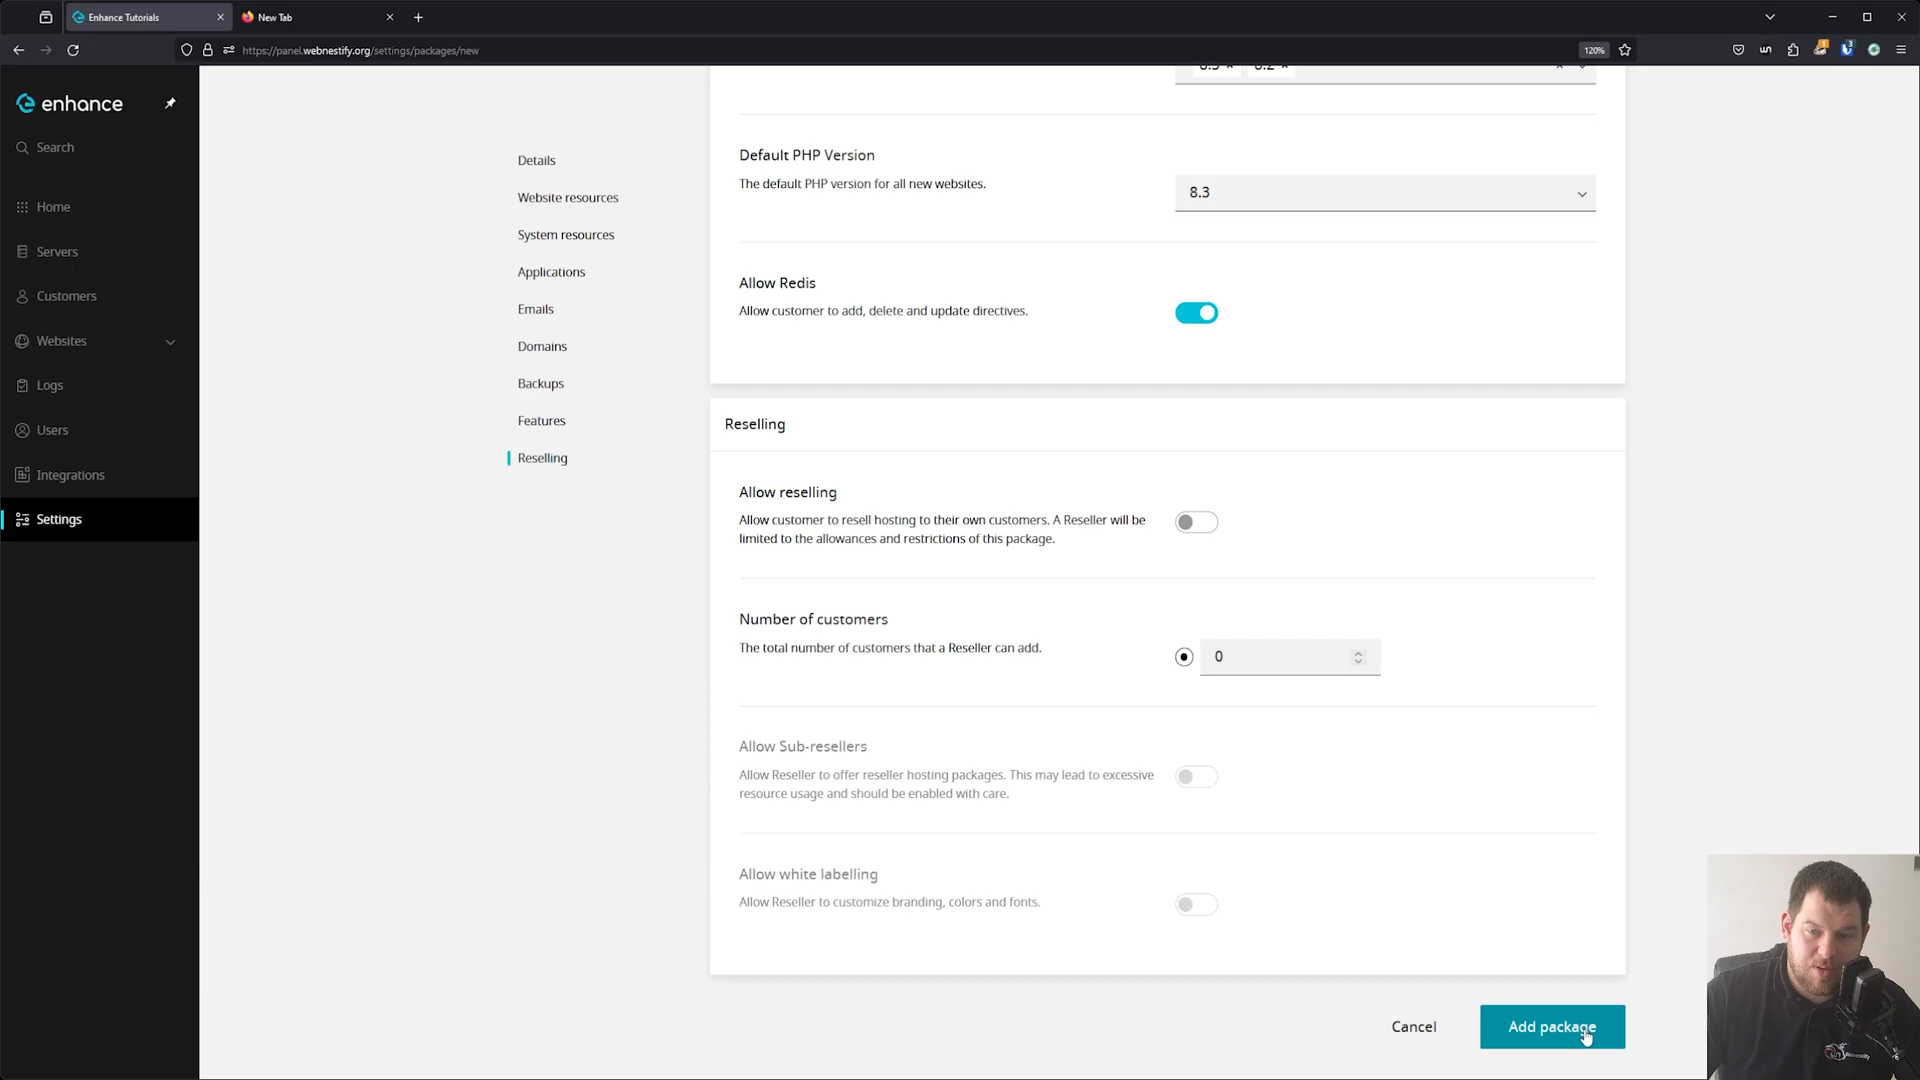 Enhance Tutorials
New Tab
https://panel.webnestify.org/settings/packages/new
120%
enhance
Search
Home
Servers
Customers
Websites
Logs
Users
Integrations
Settings
Details
Website resources
System resources
Applications
Emails
Domains
Backups
Features
Reselling
Default PHP Version
The default PHP version for all new websites.
8.3
Allow Redis
Allow customer to add, delete and update directives.
Reselling
Allow reselling
Allow customer to resell hosting to their own customers. A Reseller will be
limited to the allowances and restrictions of this package.
Number of customers
The total number of customers that a Reseller can add.
0
Allow Sub-resellers
Allow Reseller to offer reseller hosting packages. This may lead to excessive
resource usage and should be enabled with care.
Allow white labelling
Allow Reseller to customize branding, colors and fonts.
Cancel
Add package